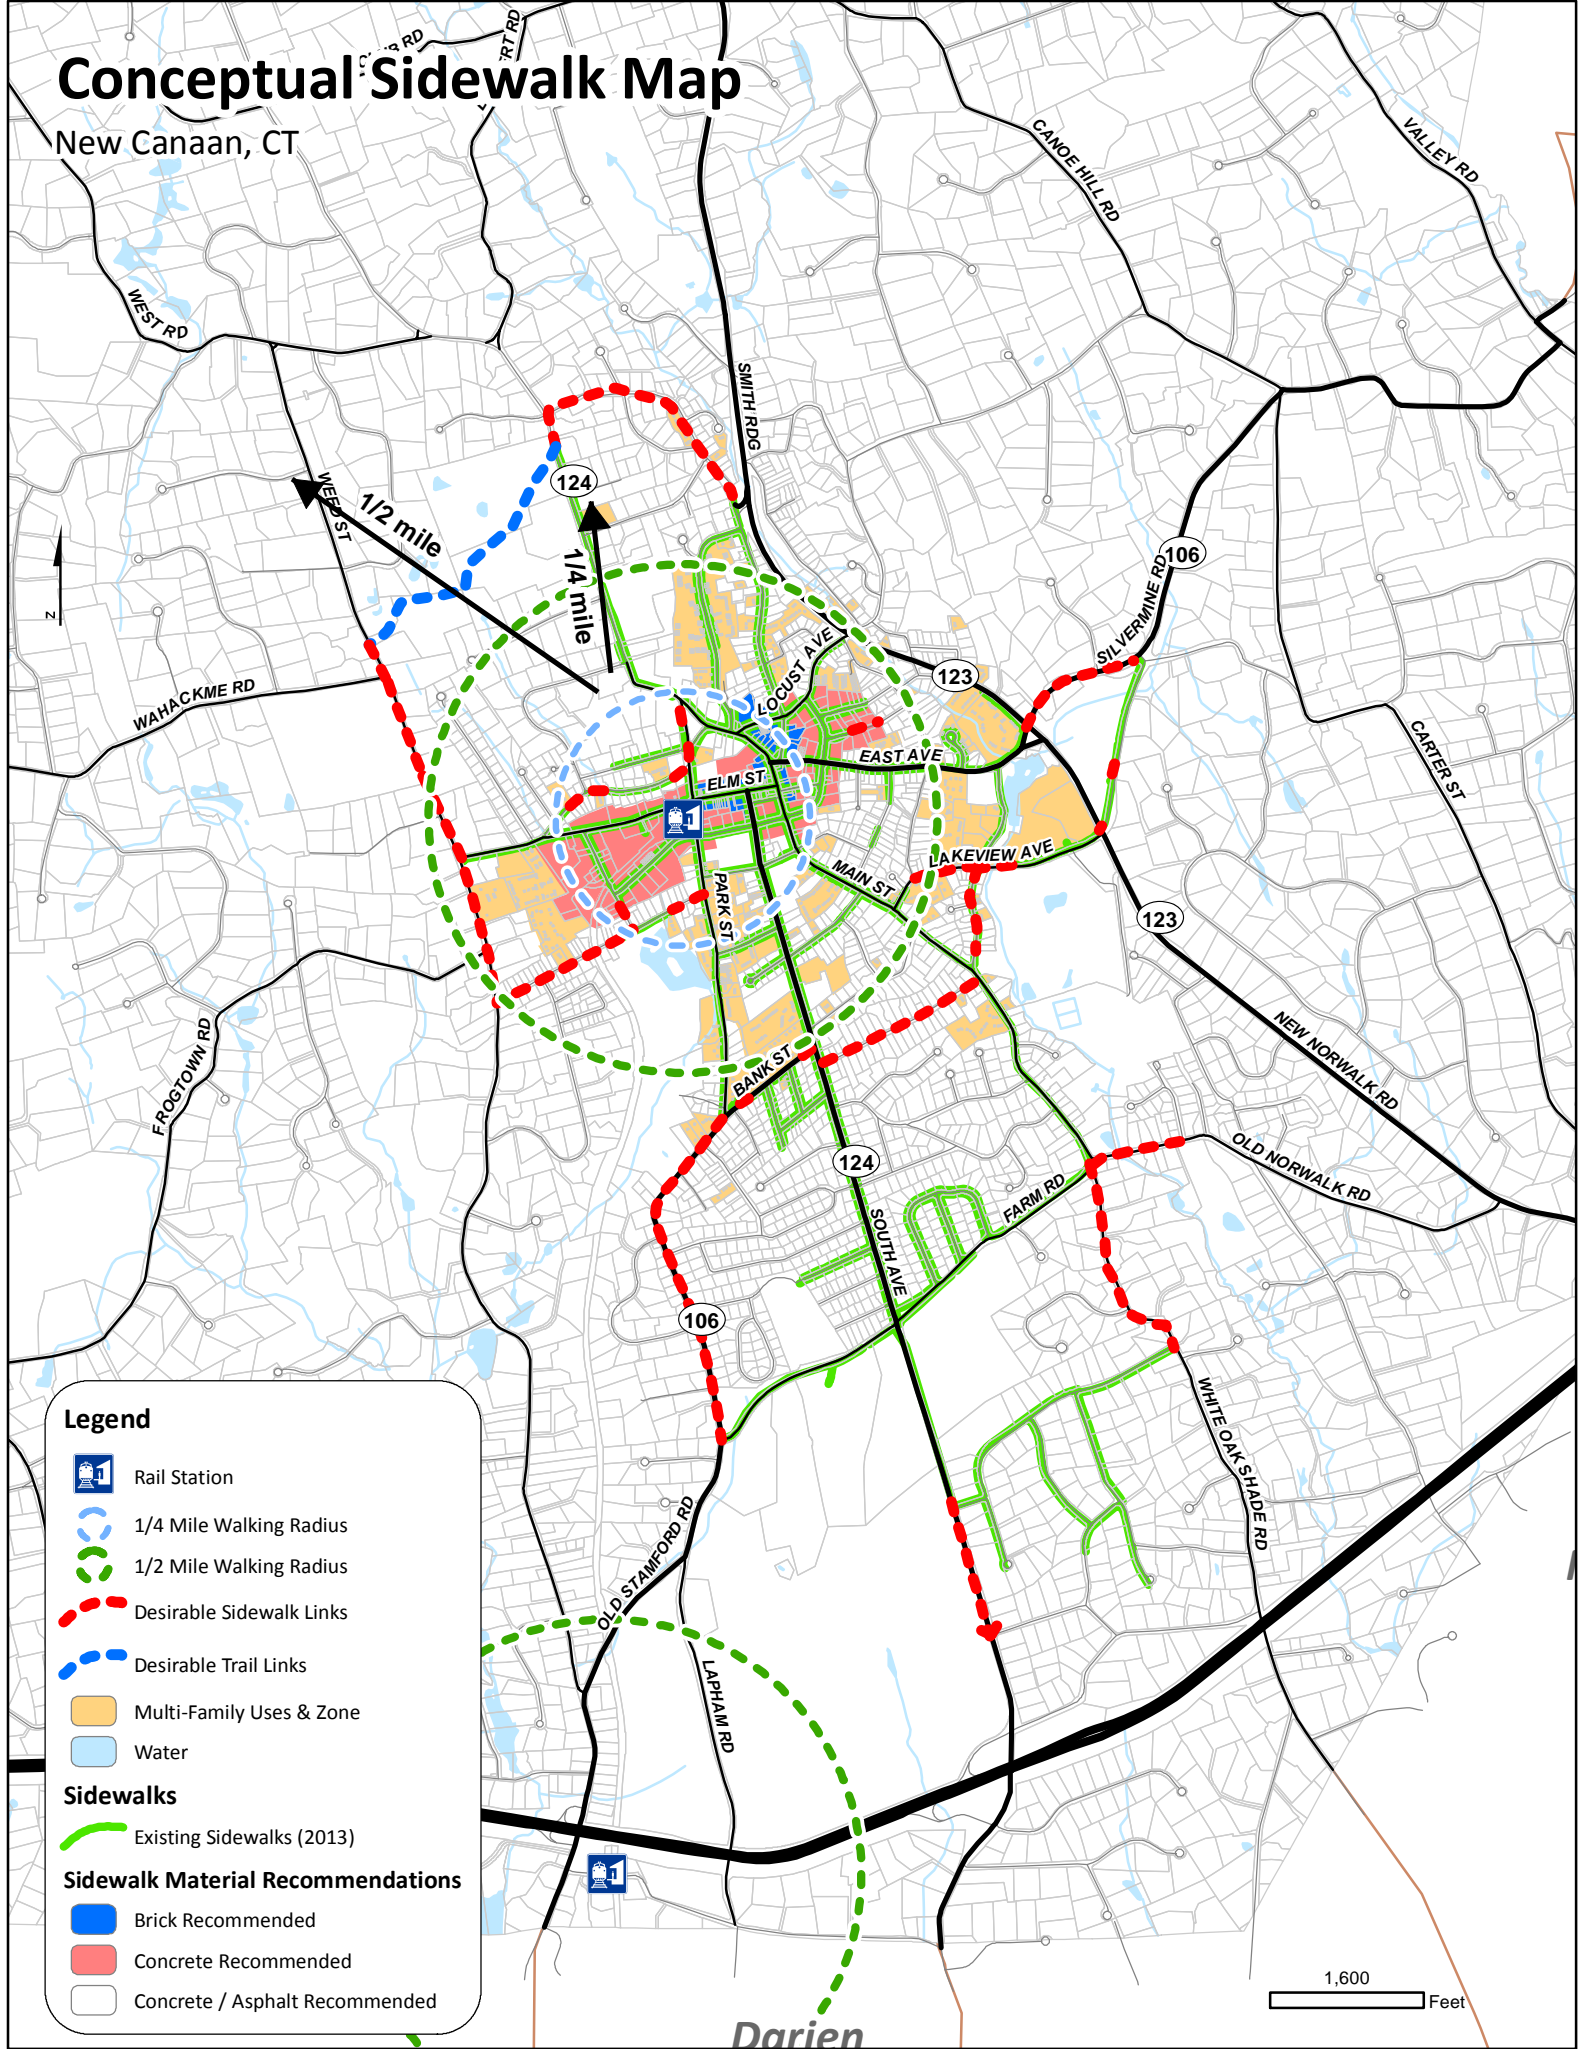 Conceptual Sidewalk Map
New Canaan, CT
RD
RT RD
CANOE HILL RD
VALLEY RD
WEST RD
SMITH RDG
WEED ST
1/2 mile
124
1/4 mile
106
SILVERMINE RD
N
WAHACKME RD
LOCUST AVE
123
CARTER ST
EAST AVE
ELM ST
LAKEVIEW AVE
MAIN ST
PARK ST
123
FROGTOWN RD
NEW NORWALK RD
BANK ST
124
OLD NORWALK RD
FARM RD
SOUTH AVE
106
WHITE OAK SHADE RD
OLD STAMFORD RD
LAPHAM RD
Legend
Rail Station
1/4 Mile Walking Radius
1/2 Mile Walking Radius
Desirable Sidewalk Links
Desirable Trail Links
Multi-Family Uses & Zone
Water
Sidewalks
Existing Sidewalks (2013)
Sidewalk Material Recommendations
Brick Recommended
Concrete Recommended
Concrete / Asphalt Recommended
1,600
Feet
Darien